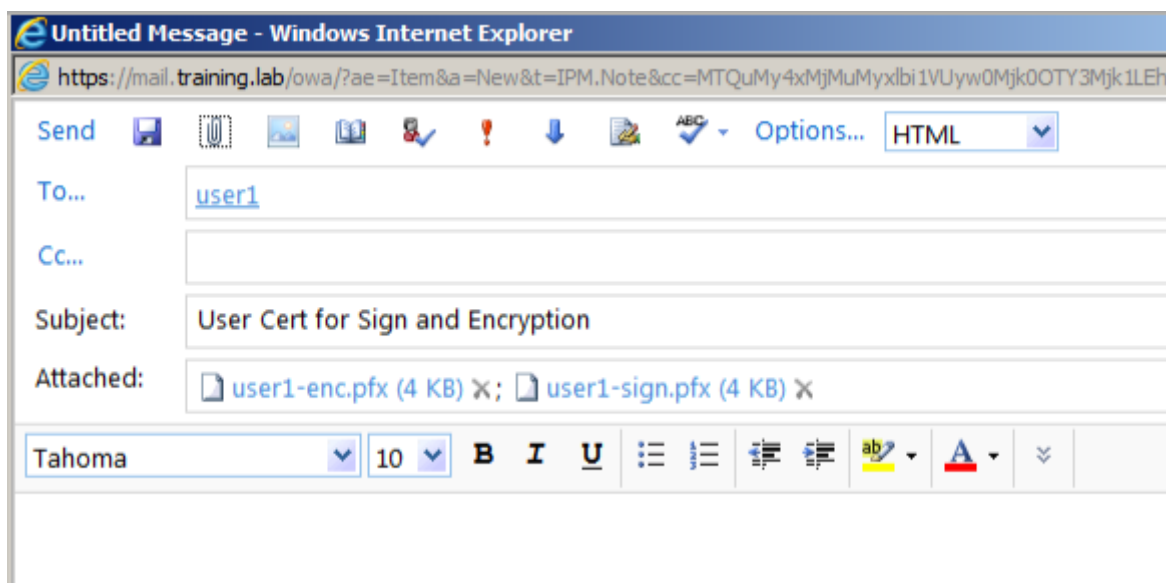 Untitled Message - Windows Internet Explorer
https://mail.training.lab/owa/?ae=Item&a=New&t=IPM.Note&cc=MTQuMy4xMjMuMyxlbi1VUyw0Mjk0OTY3Mjk1LEh
Send ABC Options... HTML
To... user1
Cc...
Subject: User Cert for Sign and Encryption
Attached: user1-enc.pfx (4 KB) ; user1-sign.pfx (4 KB)
Tahoma 10 B I U ab A